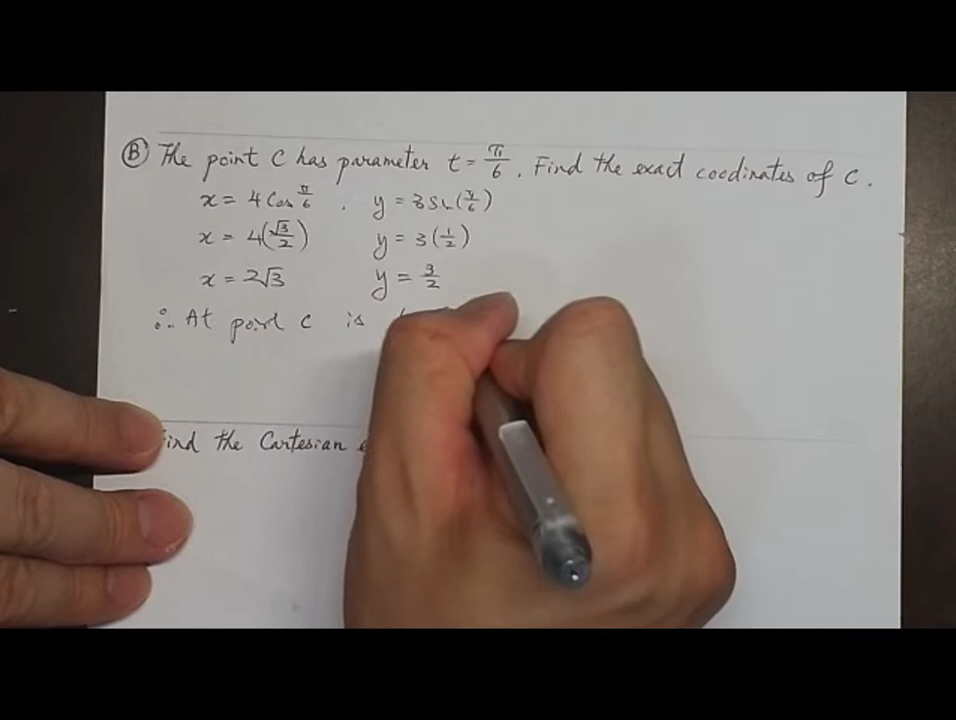 Ⓑ The point C has parameter t = π/6 . Find the exact coodinates of C .
x = 4 Cos π/6 . y = 3 Sin(π/6)
x = 4(√3/2) y = 3(1/2)
x = 2√3 y = 3/2
∴ At point C is
ind the Cartesian